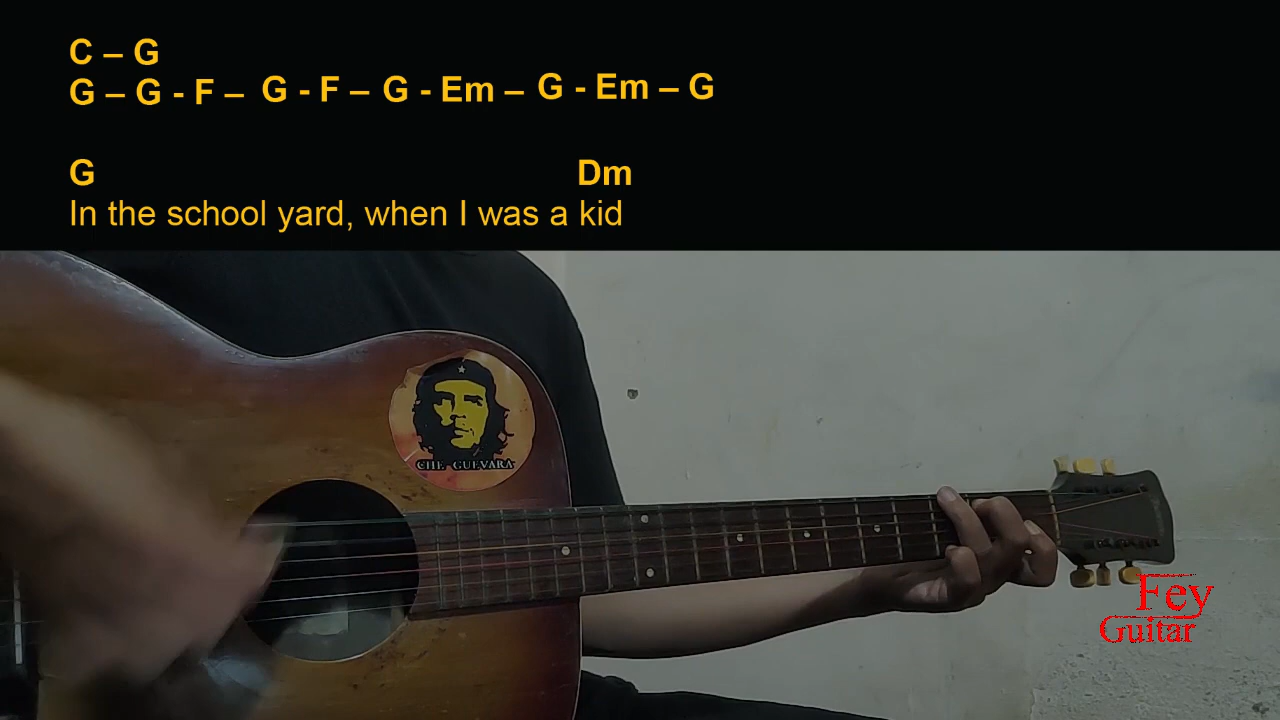 C – G
G – G - F – G - F – G - Em – G - Em – G
G Dm
In the school yard, when I was a kid
CHE GUEVARA
Fey
Guitar